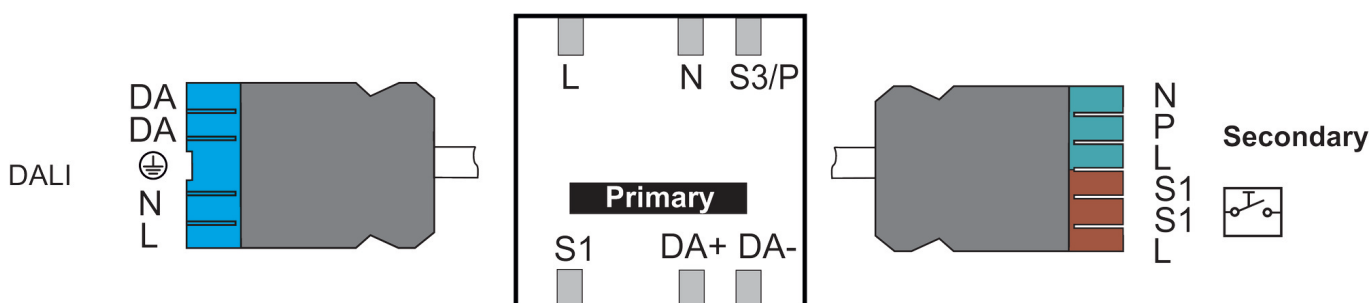 DALI
DA
DA
N
L
L N S3/P
Primary
S1 DA+ DA-
N
P
L
S1
S1
L
Secondary